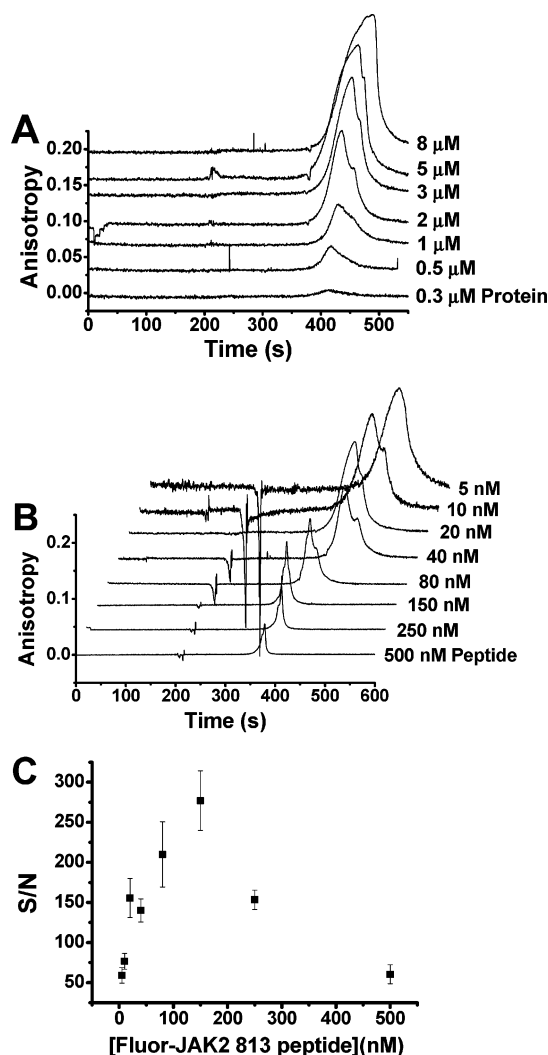 A
Anisotropy
0.20
0.15
0.10
0.05
0.00
8 μM
5 μM
3 μM
2 μM
1 μM
0.5 μM
0.3 μM Protein
0 100 200 300 400 500
Time (s)
B
Anisotropy
0.2
0.1
0.0
5 nM
10 nM
20 nM
40 nM
80 nM
150 nM
250 nM
500 nM Peptide
0 100 200 300 400 500 600
Time (s)
C
S/N
300
250
200
150
100
50
0 100 200 300 400 500
[Fluor-JAK2 813 peptide](nM)